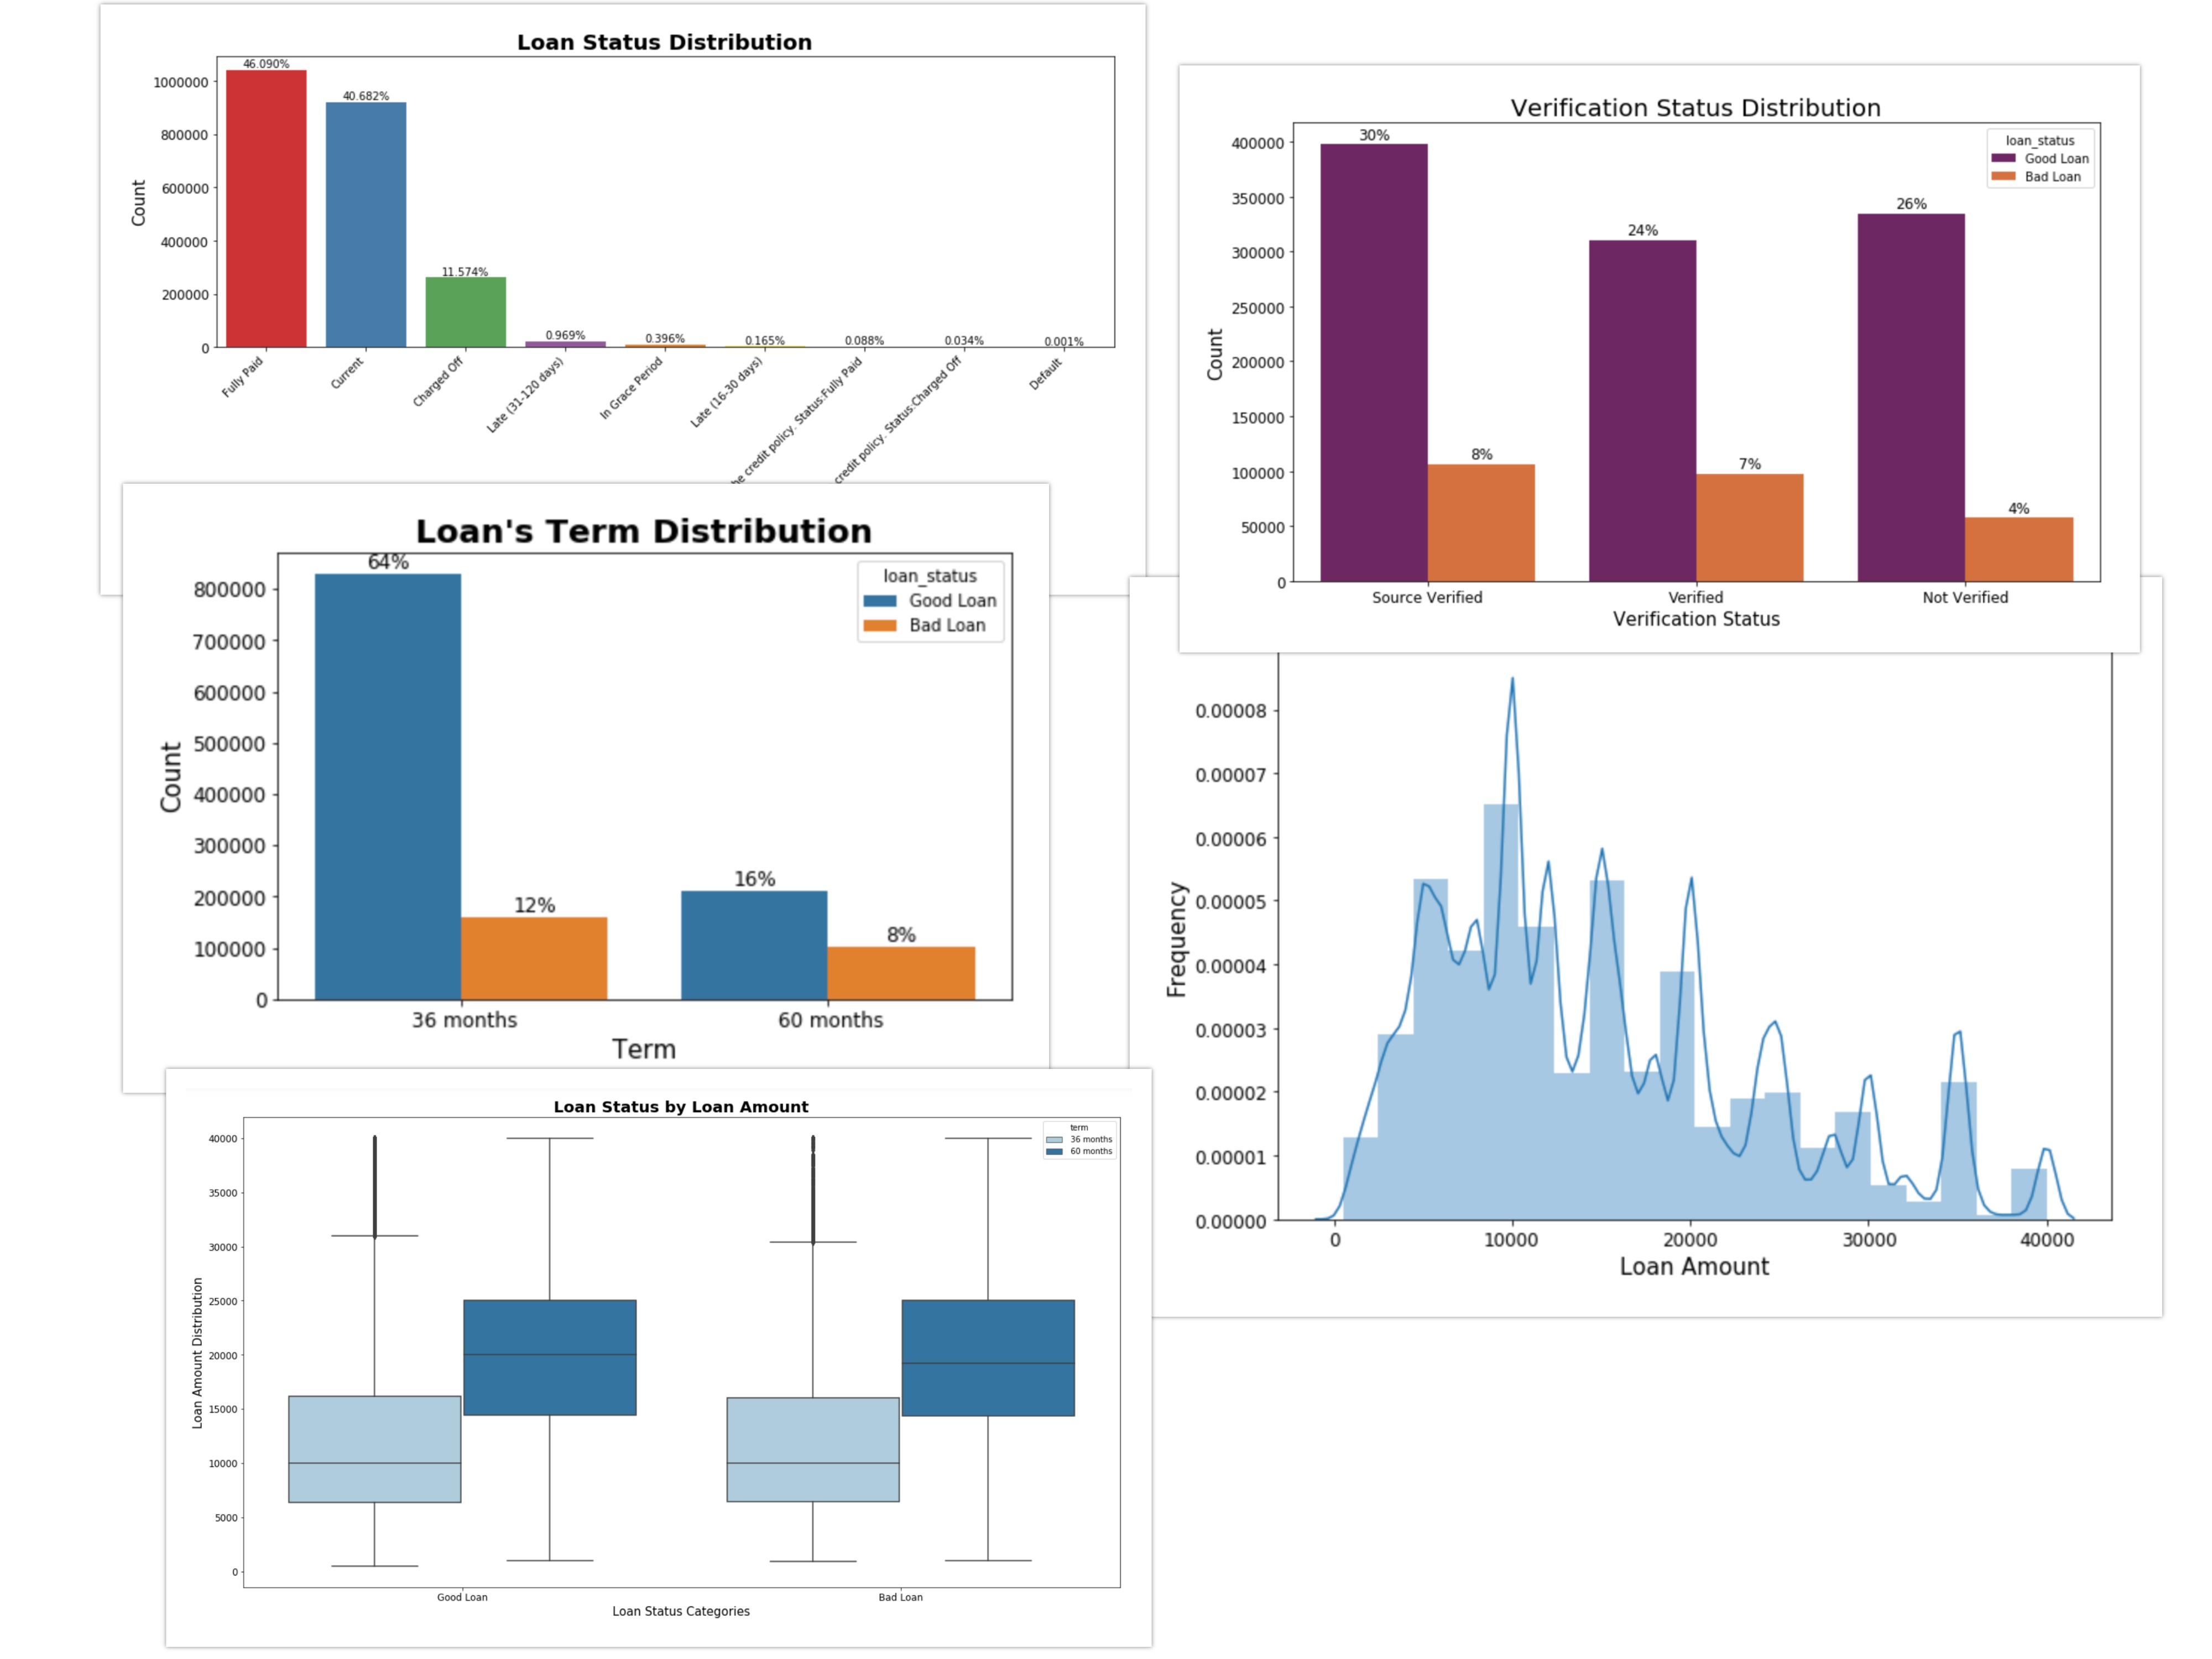 Loan Status Distribution
46.090%
40.682%
11.574%
0.969%
0.396%
0.165%
0.088%
0.034%
0.001%
1000000
800000
600000
400000
200000
0
Count
Fully Paid
Current
Charged Off
Late (31-120 days)
In Grace Period
Late (16-30 days)
credit policy. Status:Fully Paid
credit policy. Status:Charged Off
Default
Verification Status Distribution
30%
8%
24%
7%
26%
4%
loan_status
Good Loan
Bad Loan
400000
350000
300000
250000
200000
150000
100000
50000
0
Count
Source Verified
Verified
Not Verified
Verification Status
Loan's Term Distribution
64%
12%
16%
8%
loan_status
Good Loan
Bad Loan
800000
700000
600000
500000
400000
300000
200000
100000
0
Count
36 months
60 months
Term
0.00008
0.00007
0.00006
0.00005
0.00004
0.00003
0.00002
0.00001
0.00000
Frequency
0
10000
20000
30000
40000
Loan Amount
Loan Status by Loan Amount
term
36 months
60 months
40000
35000
30000
25000
20000
15000
10000
5000
0
Loan Amount Distribution
Good Loan
Bad Loan
Loan Status Categories